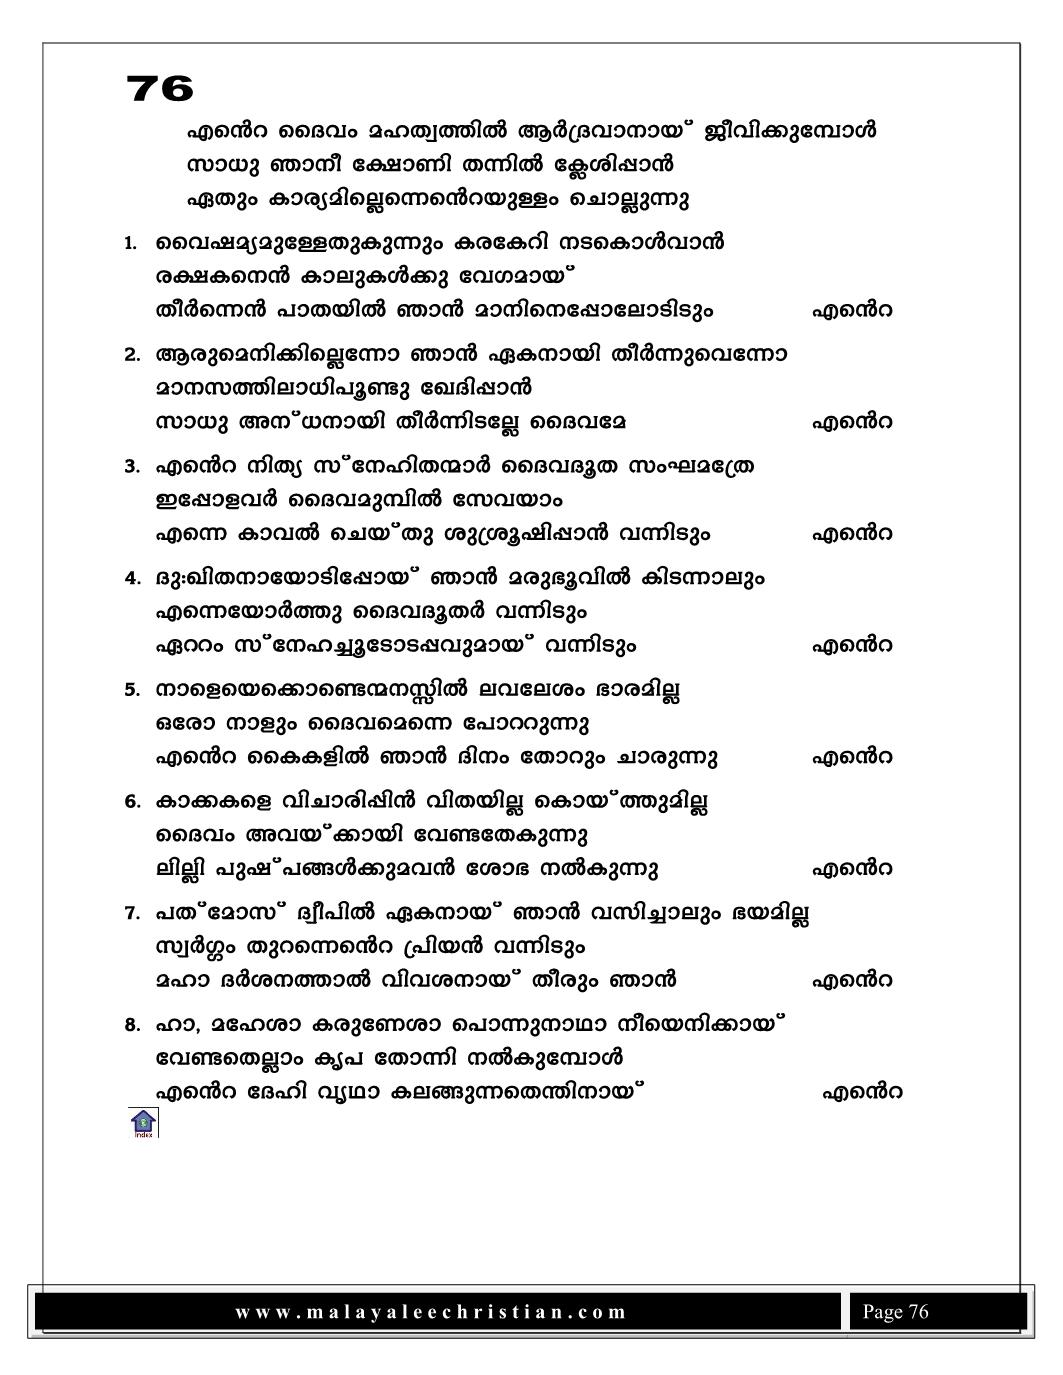 76
എൻെറ ദൈവം മഹത്വത്തിൽ ആർദ്രവാനായ് ജീവിക്കുമ്പോൾ
സാധു ഞാനീ ക്ഷോണി തന്നിൽ ക്ലേശിപ്പാൻ
ഏതും കാര്യമില്ലെന്നെൻെറയുള്ളം ചൊല്ലുന്നു
1. വൈഷമ്യമുള്ളേതുകുന്നും കരകേറി നടകൊൾവാൻ
രക്ഷകനെൻ കാലുകൾക്കു വേഗമായ്
തീർന്നെൻ പാതയിൽ ഞാൻ മാനിനെപ്പോലോടിടും എൻെറ
2. ആരുമെനിക്കില്ലെന്നോ ഞാൻ ഏകനായി തീർന്നുവെന്നോ
മാനസത്തിലാധിപൂണ്ടു ഖേദിപ്പാൻ
സാധു അന്ധനായി തീർന്നിടല്ലേ ദൈവമേ എൻെറ
3. എൻെറ നിത്യ സ്നേഹിതന്മാർ ദൈവദൂത സംഘമത്രേ
ഇപ്പോളവർ ദൈവമുമ്പിൽ സേവയാം
എന്നെ കാവൽ ചെയ്തു ശുശ്രൂഷിപ്പാൻ വന്നിടും എൻെറ
4. ദുഃഖിതനായോടിപ്പോയ് ഞാൻ മരുഭൂവിൽ കിടന്നാലും
എന്നെയോർത്തു ദൈവദൂതർ വന്നിടും
ഏററം സ്നേഹച്ചൂടോടപ്പവുമായ് വന്നിടും എൻെറ
5. നാളെയെക്കൊണ്ടെന്മനസ്സിൽ ലവലേശം ഭാരമില്ല
ഒരോ നാളും ദൈവമെന്നെ പോററുന്നു
എൻെറ കൈകളിൽ ഞാൻ ദിനം തോറും ചാരുന്നു എൻെറ
6. കാക്കകളെ വിചാരിപ്പിൻ വിതയില്ല കൊയ്ത്തുമില്ല
ദൈവം അവയ്ക്കായി വേണ്ടതേകുന്നു
ലില്ലി പുഷ്പങ്ങൾക്കുമവൻ ശോഭ നൽകുന്നു എൻെറ
7. പത്മോസ് ദ്വീപിൽ ഏകനായ് ഞാൻ വസിച്ചാലും ഭയമില്ല
സ്വർഗ്ഗം തുറന്നെൻെറ പ്രിയൻ വന്നിടും
മഹാ ദർശനത്താൽ വിവശനായ് തീരും ഞാൻ എൻെറ
8. ഹാ, മഹേശാ കരുണേശാ പൊന്നുനാഥാ നീയെനിക്കായ്
വേണ്ടതെല്ലാം കൃപ തോന്നി നൽകുമ്പോൾ
എൻെറ ദേഹി വൃഥാ കലങ്ങുന്നതെന്തിനായ് എൻെറ
Index
www.malayaleechristian.com Page 76